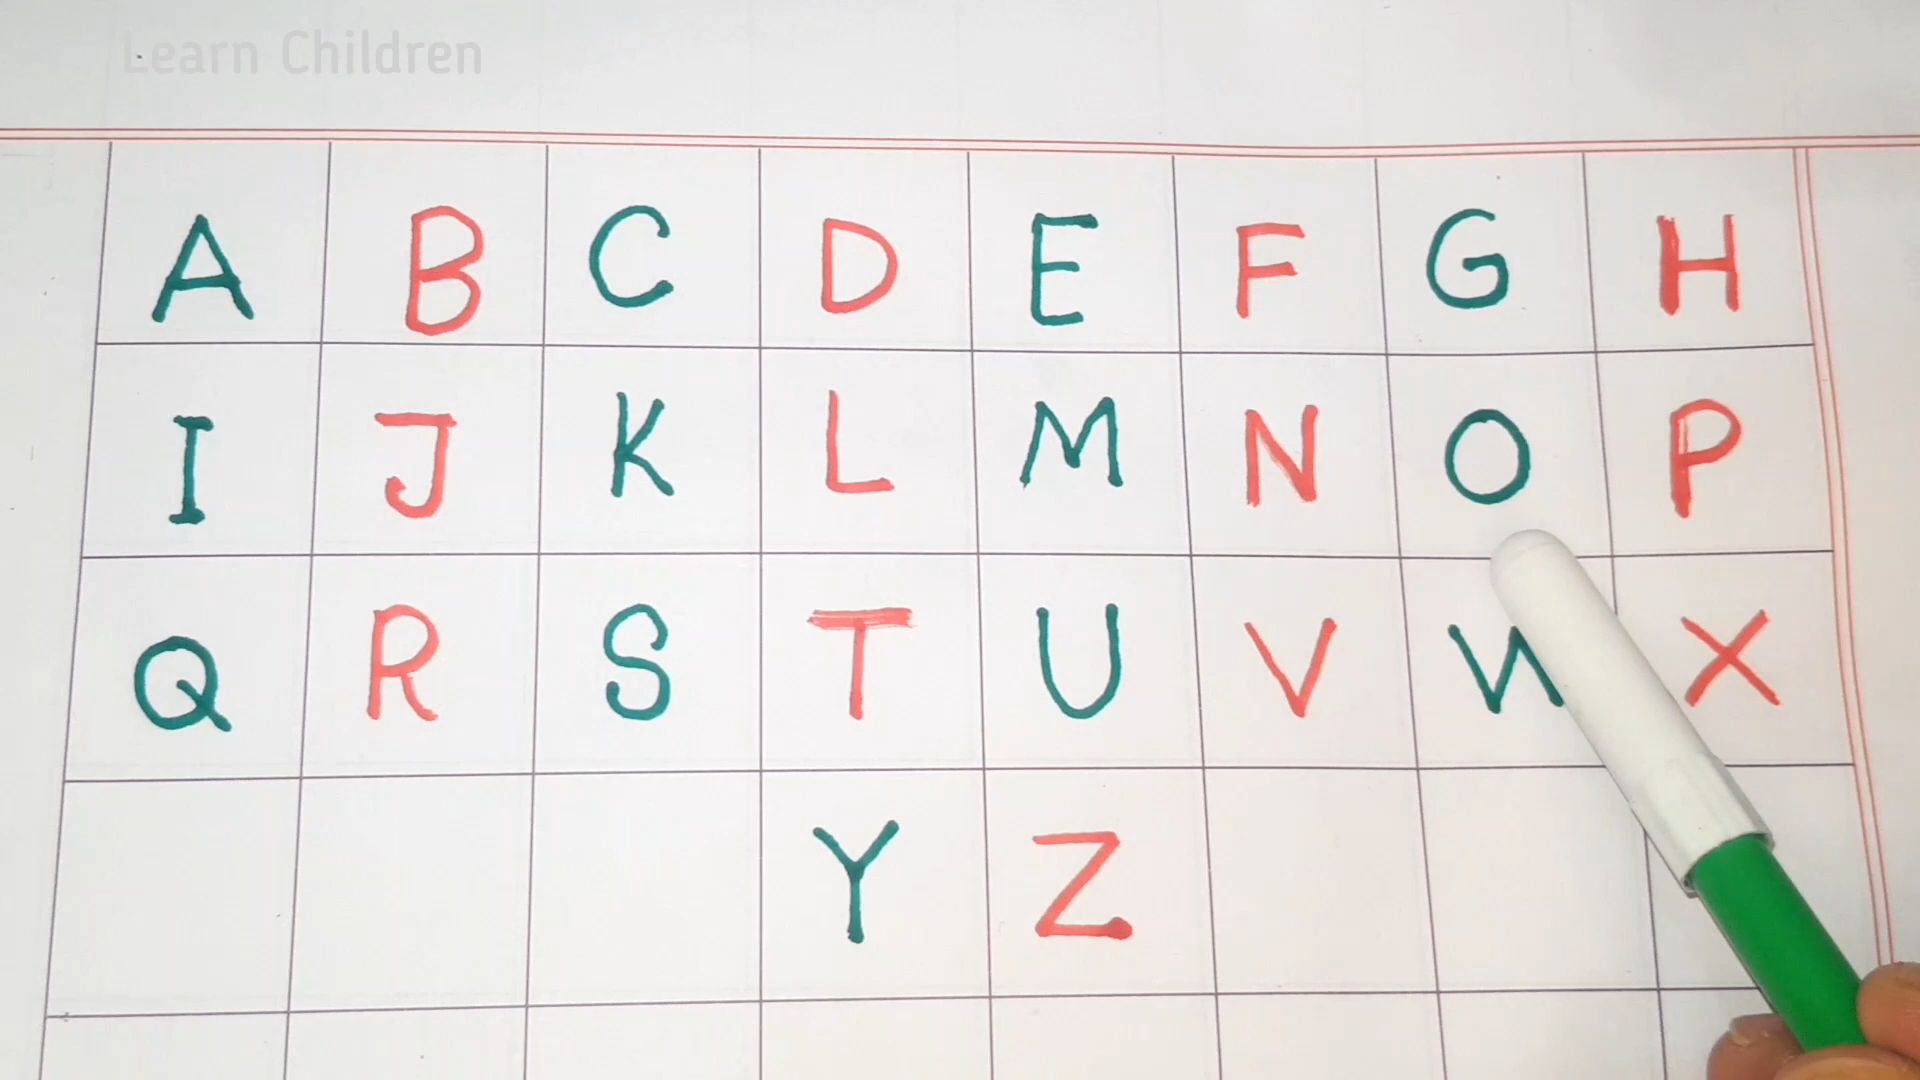 Learn Children
A B C D E F G H
I J K L M N O P
Q R S T U V W X
Y Z